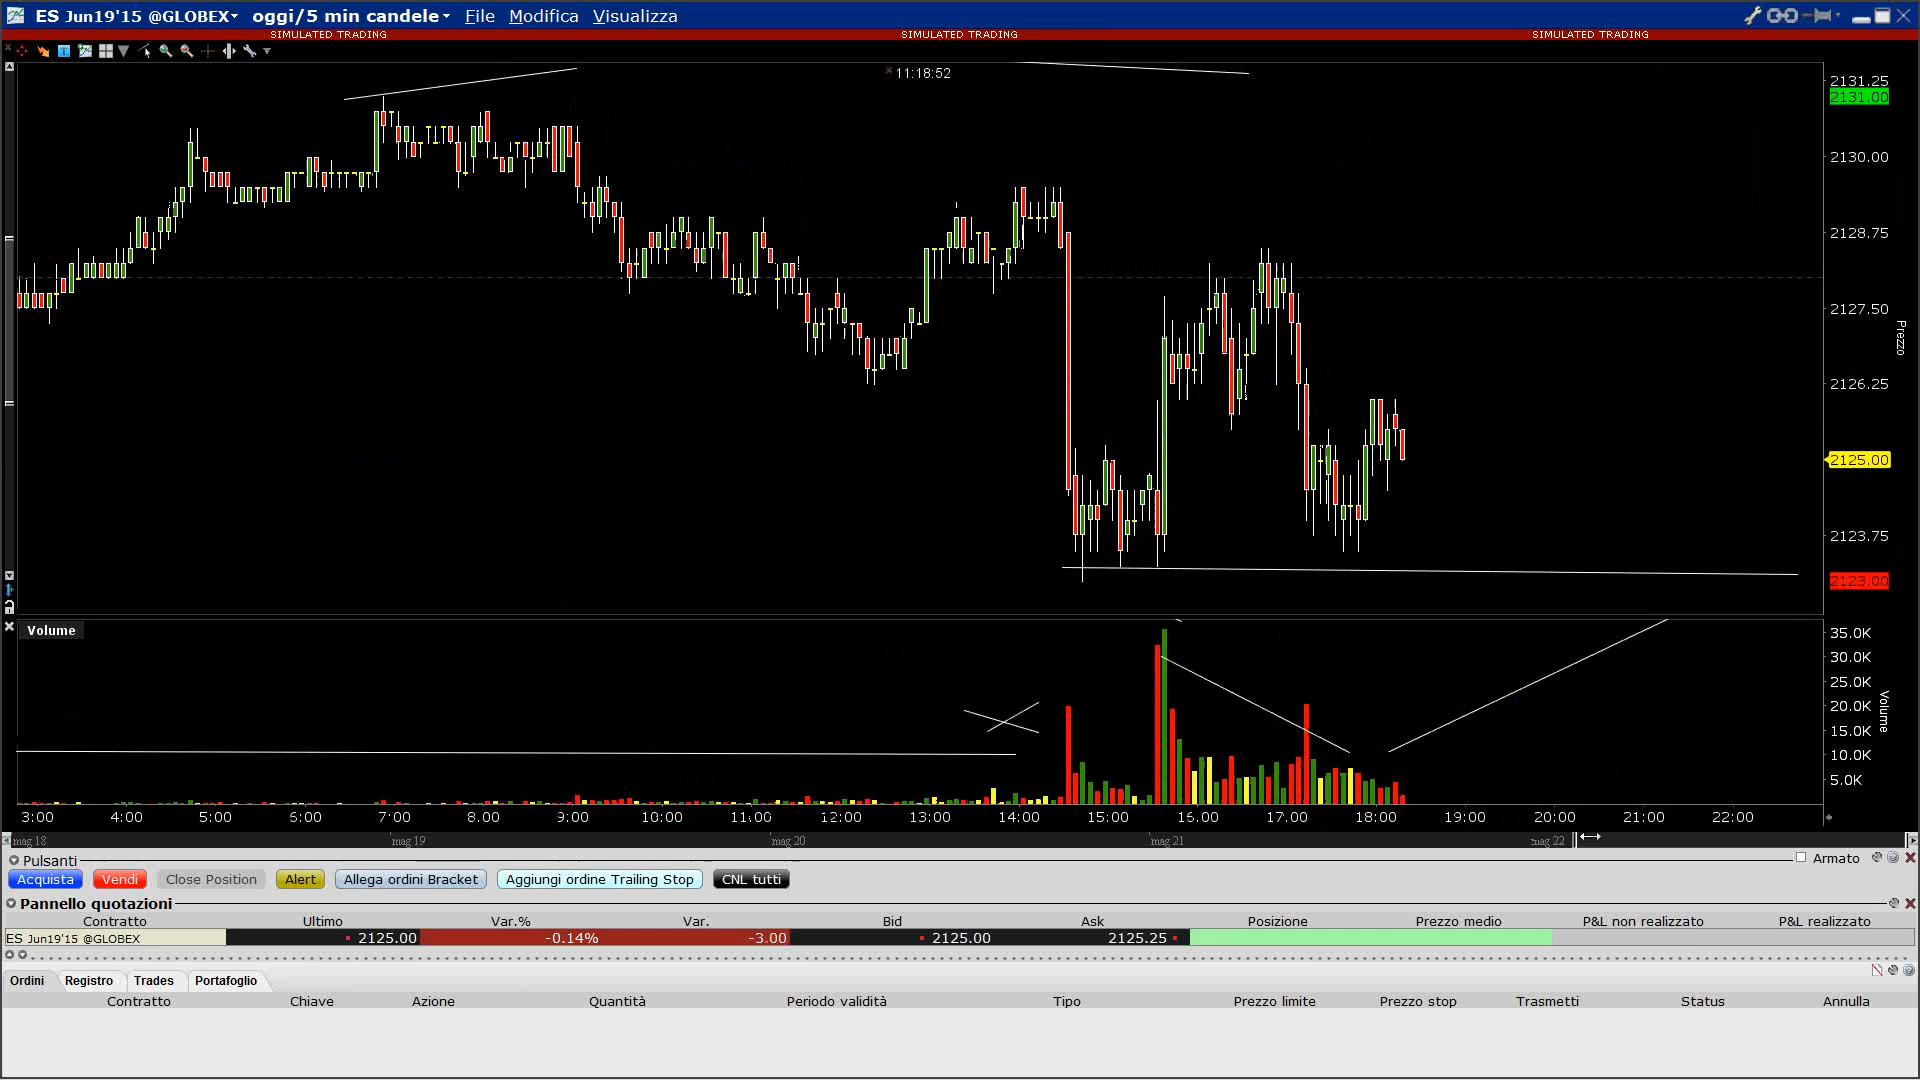 ES Jun19'15 @GLOBEX oggi/5 min candele File Modifica Visualizza
SIMULATED TRADING SIMULATED TRADING SIMULATED TRADING
11:18:52
2131.25
2131.00
2130.00
2128.75
2127.50
Prezzo
2126.25
2125.00
2123.75
2123.00
Volume
35.0K
30.0K
25.0K
20.0K
15.0K
10.0K
5.0K
Volume
3:00 4:00 5:00 6:00 7:00 8:00 9:00 10:00 11:00 12:00 13:00 14:00 15:00 16:00 17:00 18:00 19:00 20:00 21:00 22:00
mag 18 mag 19 mag 20 mag 21 mag 22
Pulsanti Armato
Acquista Vendi Close Position Alert Allega ordini Bracket Aggiungi ordine Trailing Stop CNL tutti
Pannello quotazioni
Contratto Ultimo Var.% Var. Bid Ask Posizione Prezzo medio P&L non realizzato P&L realizzato
ES Jun19'15 @GLOBEX 2125.00 -0.14% -3.00 2125.00 2125.25
Ordini Registro Trades Portafoglio
Contratto Chiave Azione Quantità Periodo validità Tipo Prezzo limite Prezzo stop Trasmetti Status Annulla